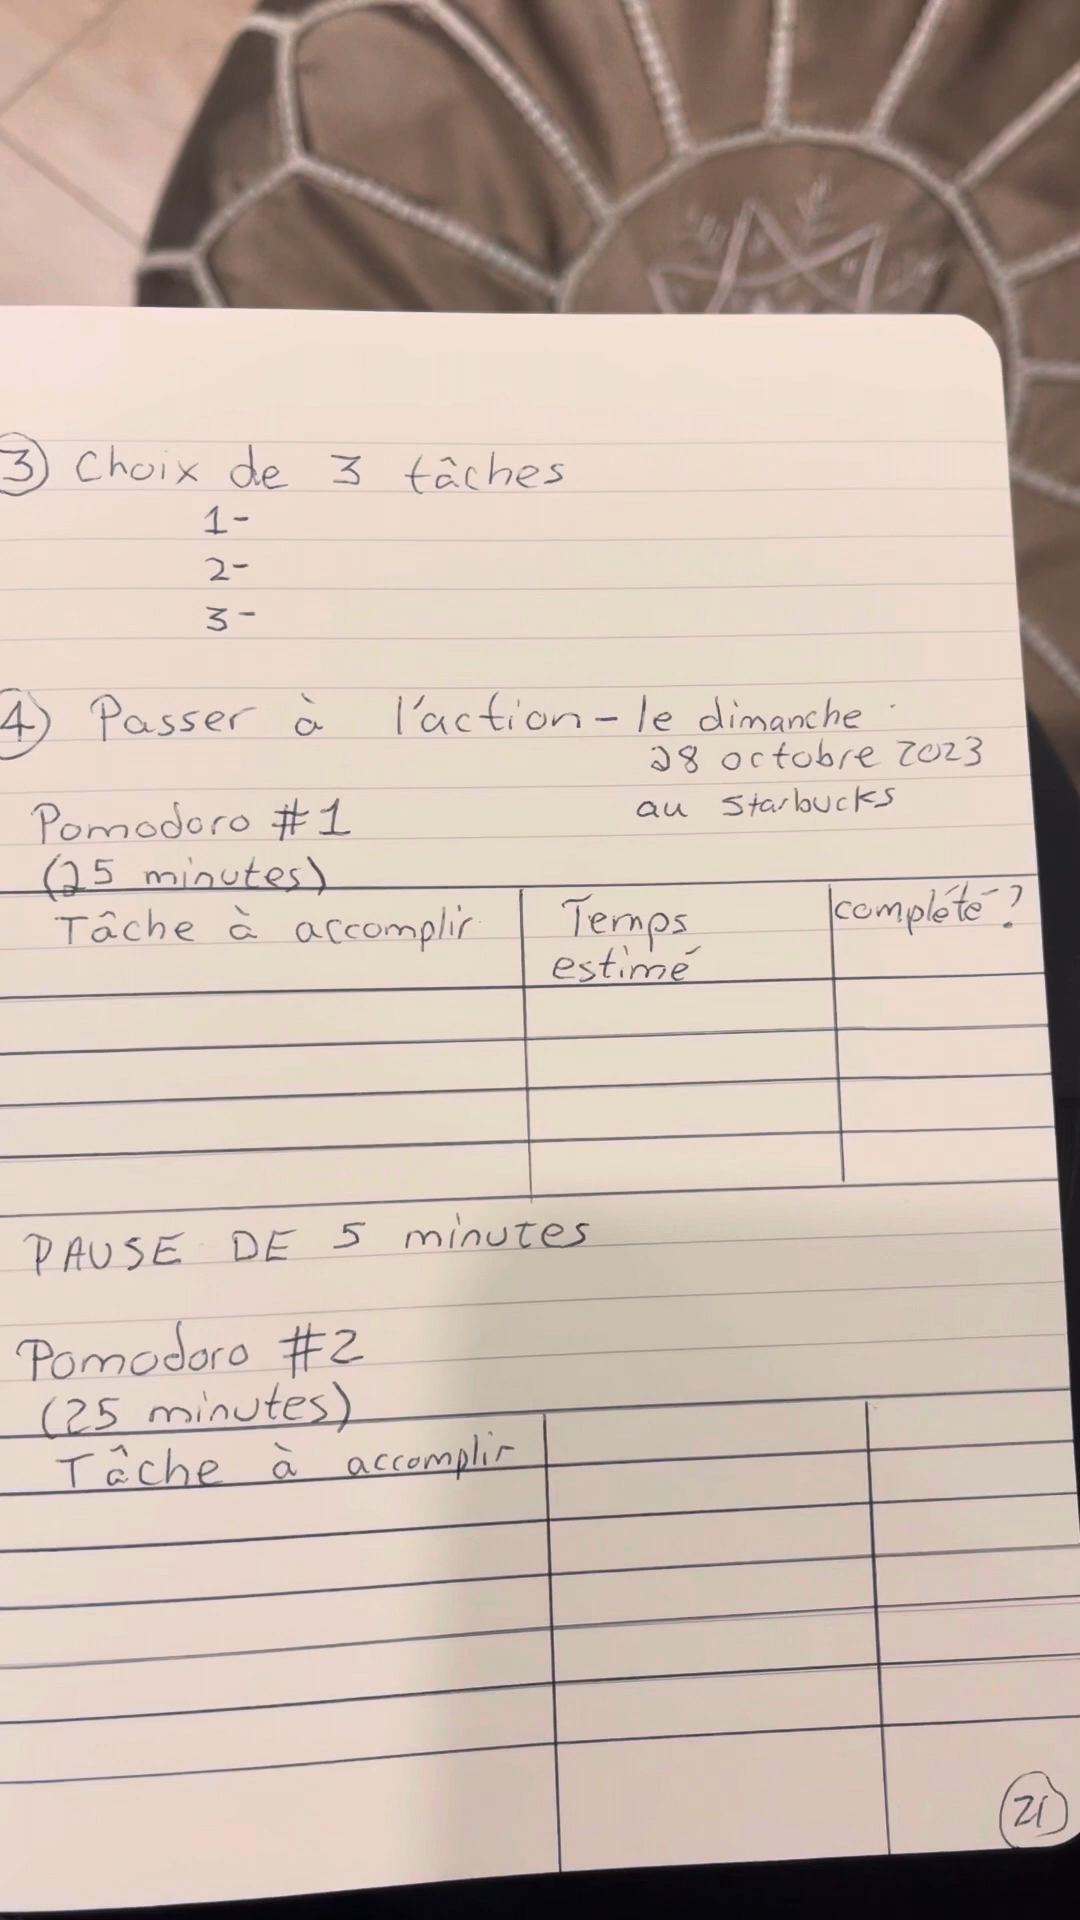 3 Choix de 3 tâches
1-
2-
3-
4 Passer à l'action - le dimanche
28 octobre 2023
au Starbucks
Pomodoro #1
(25 minutes)
Tâche à accomplir Temps estimé complété?
PAUSE DE 5 minutes
Pomodoro #2
(25 minutes)
Tâche à accomplir
21